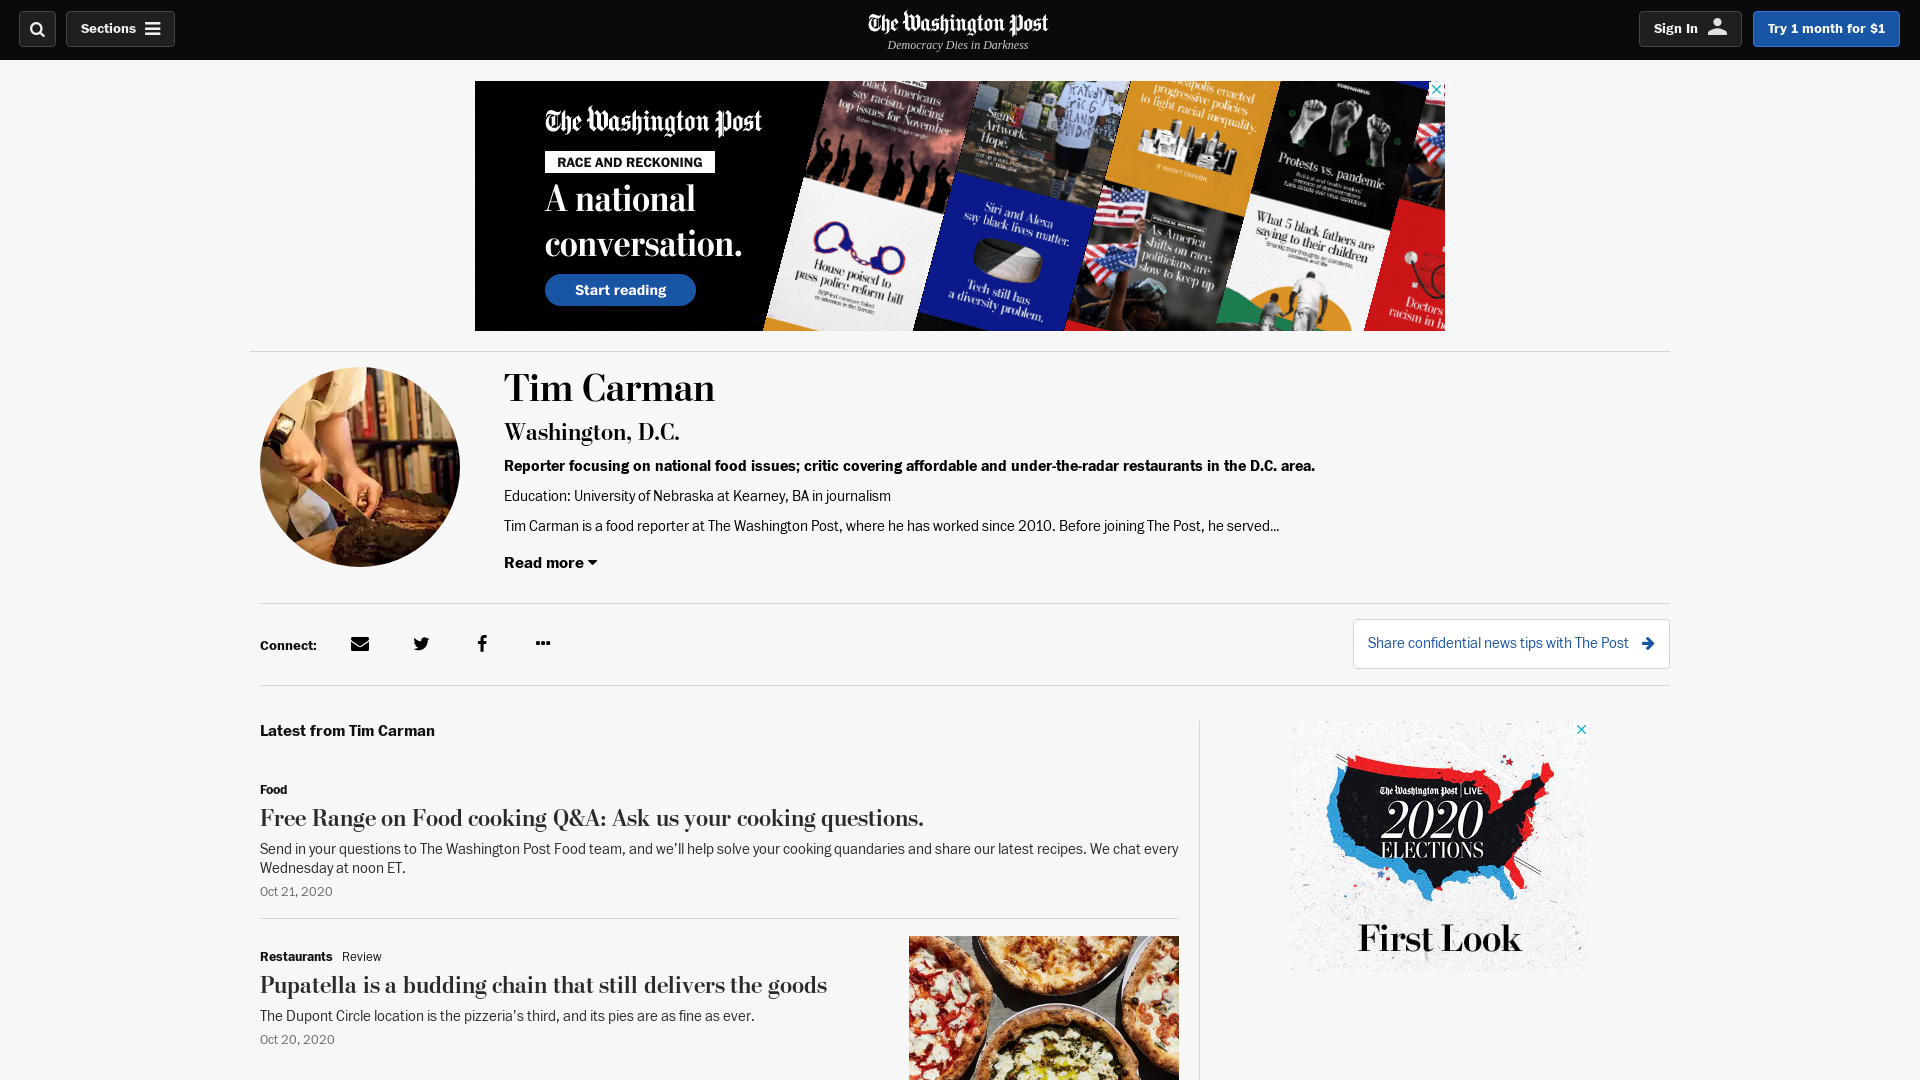 Sections
The Washington Post
Democracy Dies in Darkness
Sign In
Try 1 month for $1
The Washington Post
RACE AND RECKONING
A national
conversation.
Start reading
Black Americans
say racism, policing
top issues for November
Signs.
Artwork.
Hope.
progressive policies
to fight racial inequality.
IT WASN'T ENOUGH.
CORONAVIRUS
Protests vs. pandemic
House poised to
pass police reform bill
Siri and Alexa
say black lives matter.
Tech still has
a diversity problem.
As America
shifts on race,
politicians are
slow to keep up
What 5 black fathers are
saying to their children
Doctors
racism in
Tim Carman
Washington, D.C.
Reporter focusing on national food issues; critic covering affordable and under-the-radar restaurants in the D.C. area.
Education: University of Nebraska at Kearney, BA in journalism
Tim Carman is a food reporter at The Washington Post, where he has worked since 2010. Before joining The Post, he served...
Read more
Connect:
Share confidential news tips with The Post
Latest from Tim Carman
Food
Free Range on Food cooking Q&A: Ask us your cooking questions.
Send in your questions to The Washington Post Food team, and we’ll help solve your cooking quandaries and share our latest recipes. We chat every
Wednesday at noon ET.
Oct 21, 2020
Restaurants Review
Pupatella is a budding chain that still delivers the goods
The Dupont Circle location is the pizzeria’s third, and its pies are as fine as ever.
Oct 20, 2020
The Washington Post LIVE
2020
ELECTIONS
First Look